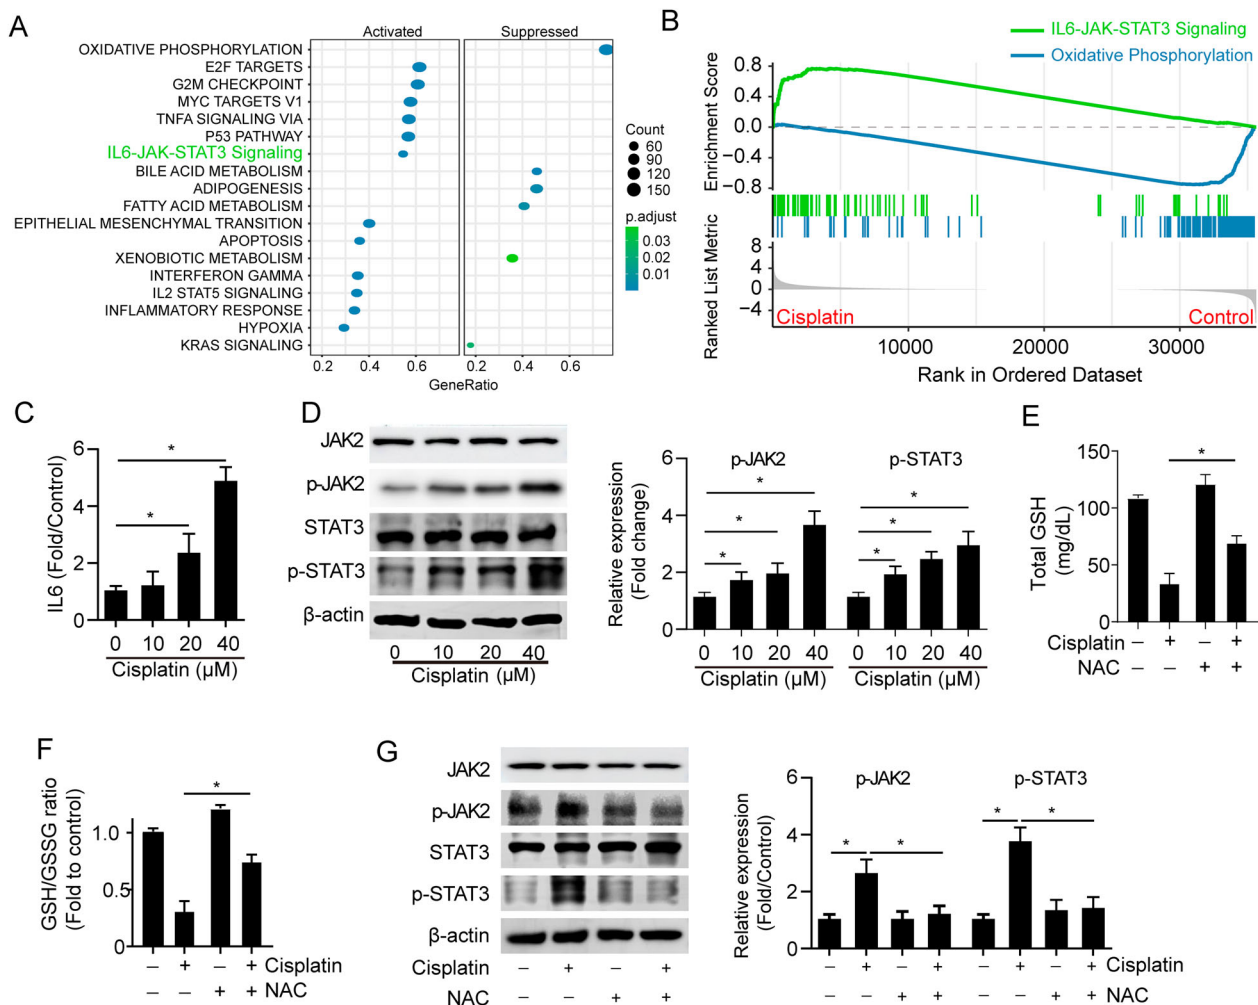 A
Activated
Suppressed
OXIDATIVE PHOSPHORYLATION
E2F TARGETS
G2M CHECKPOINT
MYC TARGETS V1
TNFA SIGNALING VIA
P53 PATHWAY
IL6-JAK-STAT3 Signaling
BILE ACID METABOLISM
ADIPOGENESIS
FATTY ACID METABOLISM
EPITHELIAL MESENCHYMAL TRANSITION
APOPTOSIS
XENOBIOTIC METABOLISM
INTERFERON GAMMA
IL2 STAT5 SIGNALING
INFLAMMATORY RESPONSE
HYPOXIA
KRAS SIGNALING
0.2 0.4 0.6 0.2 0.4 0.6
GeneRatio
Count
60
90
120
150
p.adjust
0.03
0.02
0.01
B
IL6-JAK-STAT3 Signaling
Oxidative Phosphorylation
Enrichment Score
0.8
0.4
0.0
−0.4
−0.8
Ranked List Metric
8
4
0
−4
Cisplatin
Control
10000 20000 30000
Rank in Ordered Dataset
C
IL6 (Fold/Control)
6
4
2
0
* *
0 10 20 40
Cisplatin (μM)
D
JAK2
p-JAK2
STAT3
p-STAT3
β-actin
0 10 20 40
Cisplatin (μM)
Relative expression
(Fold change)
6
4
2
0
p-JAK2 p-STAT3
* * *
* * *
0 10 20 40 0 10 20 40
Cisplatin (μM) Cisplatin (μM)
E
Total GSH
(mg/dL)
150
100
50
0
*
Cisplatin − + − +
NAC − − + +
F
GSH/GSSG ratio
(Fold to control)
1.0
0.5
0
*
− + − + Cisplatin
− − + + NAC
G
JAK2
p-JAK2
STAT3
p-STAT3
β-actin
Cisplatin − + − +
NAC − − + +
Relative expression
(Fold/Control)
6
4
2
0
p-JAK2 p-STAT3
* * * *
− + − + − + − + Cisplatin
− − + + − − + + NAC